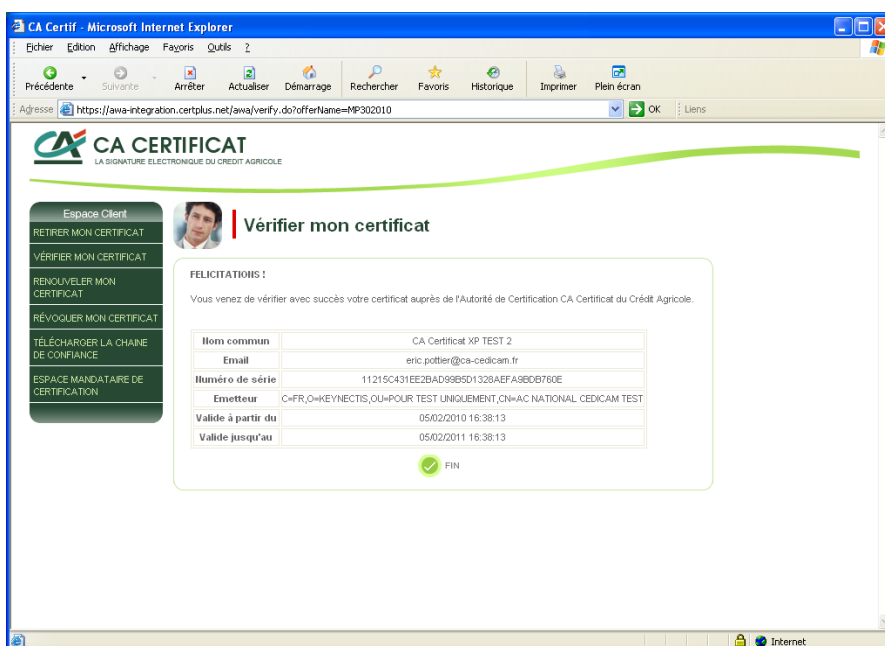 CA Certif - Microsoft Internet Explorer
Fichier Edition Affichage Favoris Outils ?
Précédente Suivante Arrêter Actualiser Démarrage Rechercher Favoris Historique Imprimer Plein écran
Adresse https://awa-integration.certplus.net/awa/verify.do?offerName=MP302010 OK Liens
CA CERTIFICAT
LA SIGNATURE ELECTRONIQUE DU CREDIT AGRICOLE
Espace Client
RETIRER MON CERTIFICAT
VÉRIFIER MON CERTIFICAT
RENOUVELER MON
CERTIFICAT
RÉVOQUER MON CERTIFICAT
TÉLÉCHARGER LA CHAINE
DE CONFIANCE
ESPACE MANDATAIRE DE
CERTIFICATION
Vérifier mon certificat
FELICITATIONS !
Vous venez de vérifier avec succès votre certificat auprès de l'Autorité de Certification CA Certificat du Crédit Agricole.
Nom commun CA Certificat XP TEST 2
Email eric.pottier@ca-cedicam.fr
Numéro de série 11215C431EE2BAD99B5D1328AEFA9BDB760E
Emetteur C=FR,O=KEYNECTIS,OU=POUR TEST UNIQUEMENT,CN=AC NATIONAL CEDICAM TEST
Valide à partir du 05/02/2010 16:38:13
Valide jusqu'au 05/02/2011 16:38:13
FIN
Internet